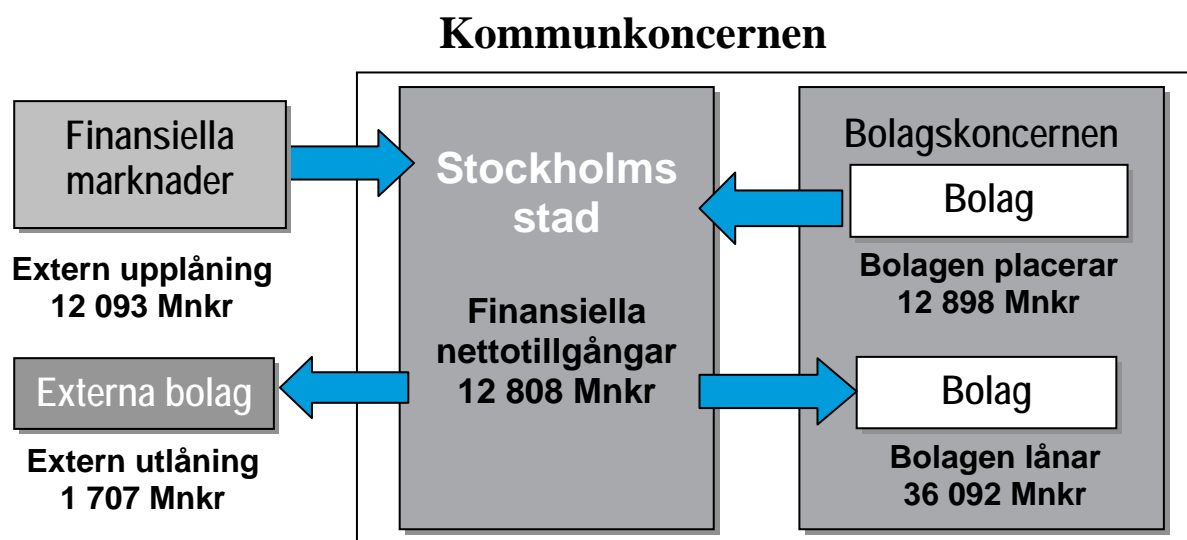 Kommunkoncernen
Finansiella
marknader
Extern upplåning
12 093 Mnkr
Externa bolag
Extern utlåning
1 707 Mnkr
Stockholms
stad
Finansiella
nettotillgångar
12 808 Mnkr
Bolagskoncernen
Bolag
Bolagen placerar
12 898 Mnkr
Bolag
Bolagen lånar
36 092 Mnkr